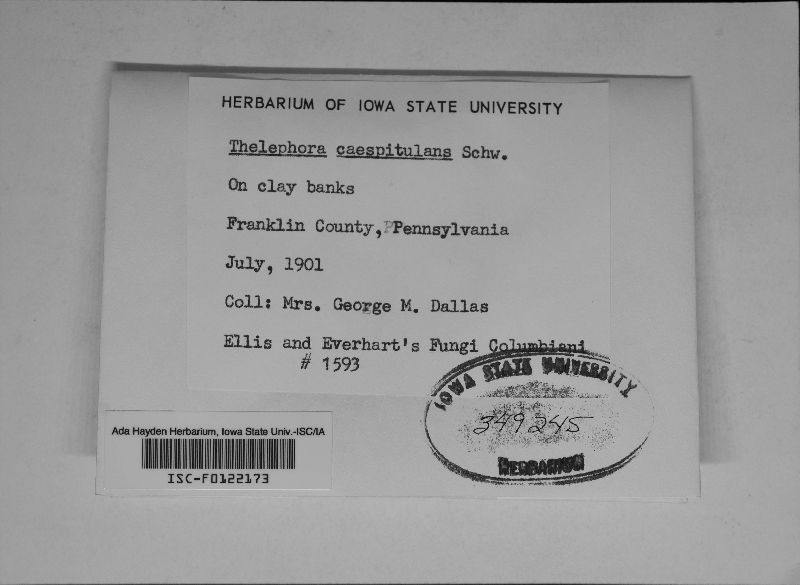 HERBARIUM OF IOWA STATE UNIVERSITY
Thelephora caespitulans Schw.
On clay banks
Franklin County, PPennsylvania
July, 1901
Coll: Mrs. George M. Dallas
Ellis and Everhart's Fungi Columbiani
# 1593
IOWA STATE UNIVERSITY
349245
HERBARIUM
Ada Hayden Herbarium, Iowa State Univ.-ISC/IA
ISC-F0122173